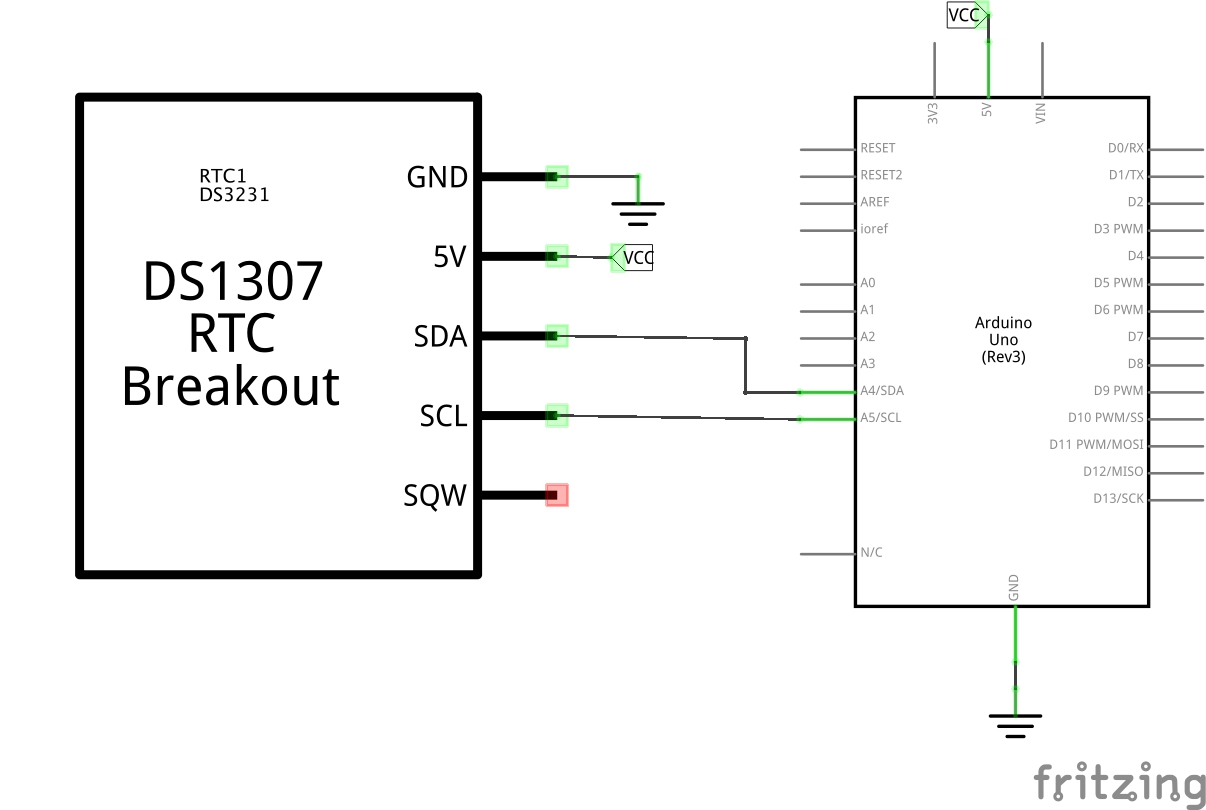 RTC1
DS3231
DS1307
RTC
Breakout
GND
5V
SDA
SCL
SQW
VCC
VCC
3V3
5V
VIN
RESET
RESET2
AREF
ioref
A0
A1
A2
A3
A4/SDA
A5/SCL
N/C
Arduino
Uno
(Rev3)
D0/RX
D1/TX
D2
D3 PWM
D4
D5 PWM
D6 PWM
D7
D8
D9 PWM
D10 PWM/SS
D11 PWM/MOSI
D12/MISO
D13/SCK
GND
fritzing